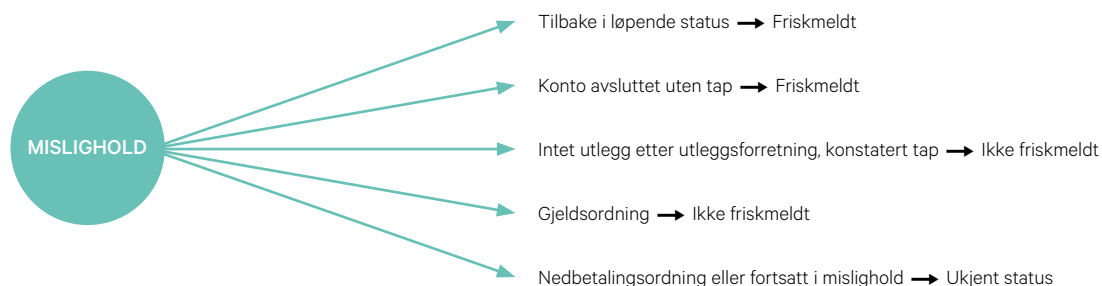 MISLIGHOLD
Tilbake i løpende status → Friskmeldt
Konto avsluttet uten tap → Friskmeldt
Intet utlegg etter utleggsforretning, konstatert tap → Ikke friskmeldt
Gjeldsordning → Ikke friskmeldt
Nedbetalingsordning eller fortsatt i mislighold → Ukjent status